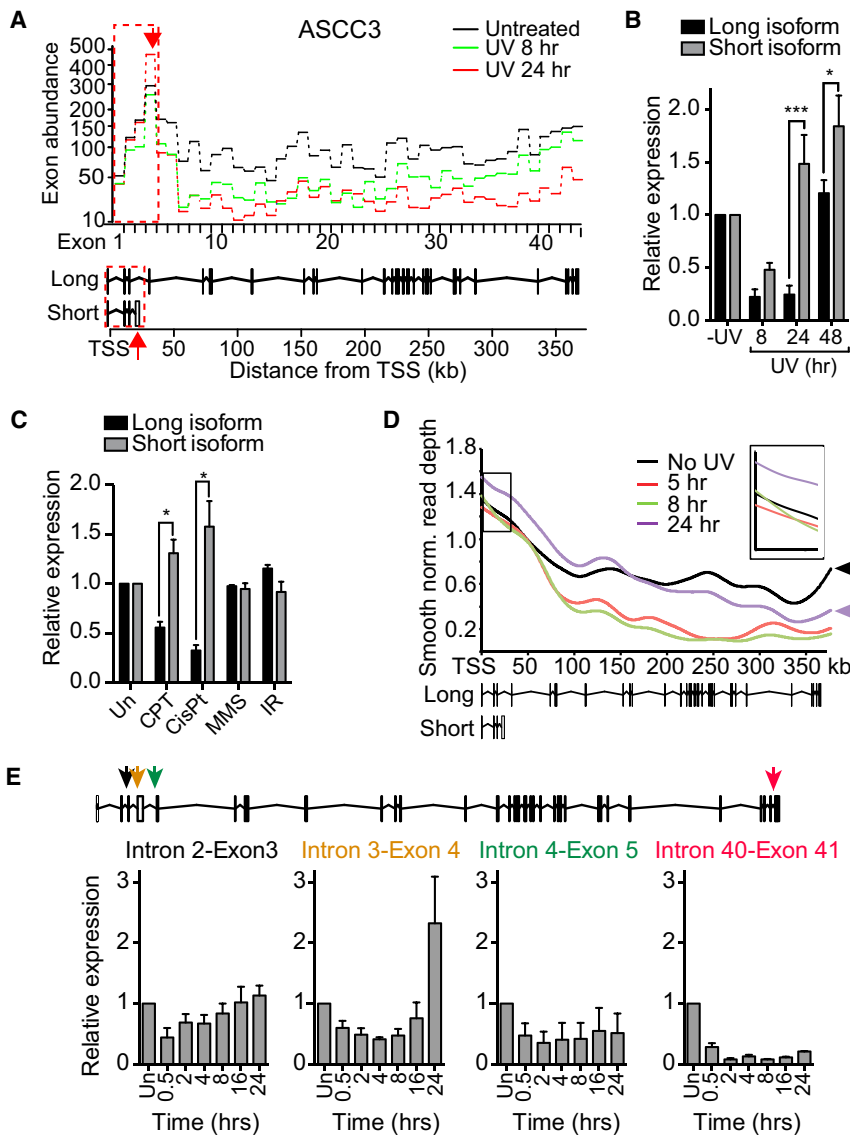 A
ASCC3
Untreated
UV 8 hr
UV 24 hr
Exon abundance
500
400
300
200
150
100
50
10
Exon 1
10
20
30
40
Long
Short
TSS
50
100
150
200
250
300
350
Distance from TSS (kb)
B
Long isoform
Short isoform
Relative expression
2.0
1.5
1.0
0.5
0.0
***
*
-UV
8
24
48
UV (hr)
C
Long isoform
Short isoform
Relative expression
2.0
1.5
1.0
0.5
0.0
*
*
Un
CPT
CisPt
MMS
IR
D
Smooth norm. read depth
1.8
1.4
1.0
0.6
0.2
No UV
5 hr
8 hr
24 hr
TSS
50
100
150
200
250
300
350
kb
Long
Short
E
Intron 2-Exon3
Intron 3-Exon 4
Intron 4-Exon 5
Intron 40-Exon 41
Relative expression
3
2
1
0
Un
0.5
2
4
8
16
24
Time (hrs)
3
2
1
0
Un
0.5
2
4
8
16
24
Time (hrs)
3
2
1
0
Un
0.5
2
4
8
16
24
Time (hrs)
3
2
1
0
Un
0.5
2
4
8
16
24
Time (hrs)